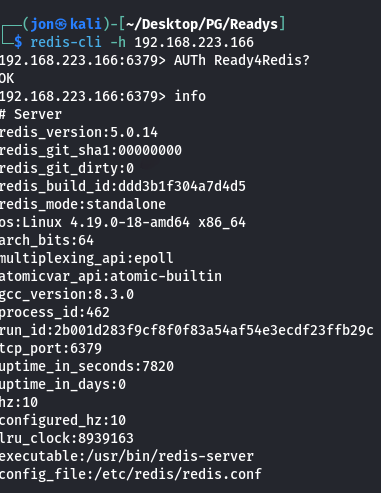 ┌──(jon㉿kali)-[~/Desktop/PG/Readys]
└─$ redis-cli -h 192.168.223.166
192.168.223.166:6379> AUTh Ready4Redis?
OK
192.168.223.166:6379> info
# Server
redis_version:5.0.14
redis_git_sha1:00000000
redis_git_dirty:0
redis_build_id:ddd3b1f304a7d4d5
redis_mode:standalone
os:Linux 4.19.0-18-amd64 x86_64
arch_bits:64
multiplexing_api:epoll
atomicvar_api:atomic-builtin
gcc_version:8.3.0
process_id:462
run_id:2b001d283f9cf8f0f83a54af54e3ecdf23ffb29c
tcp_port:6379
uptime_in_seconds:7820
uptime_in_days:0
hz:10
configured_hz:10
lru_clock:8939163
executable:/usr/bin/redis-server
config_file:/etc/redis/redis.conf